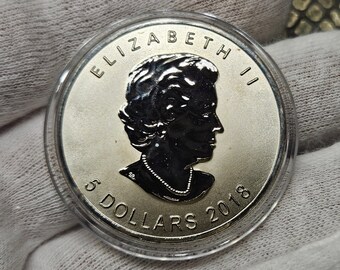 ELIZABETH II
5 DOLLARS 2018